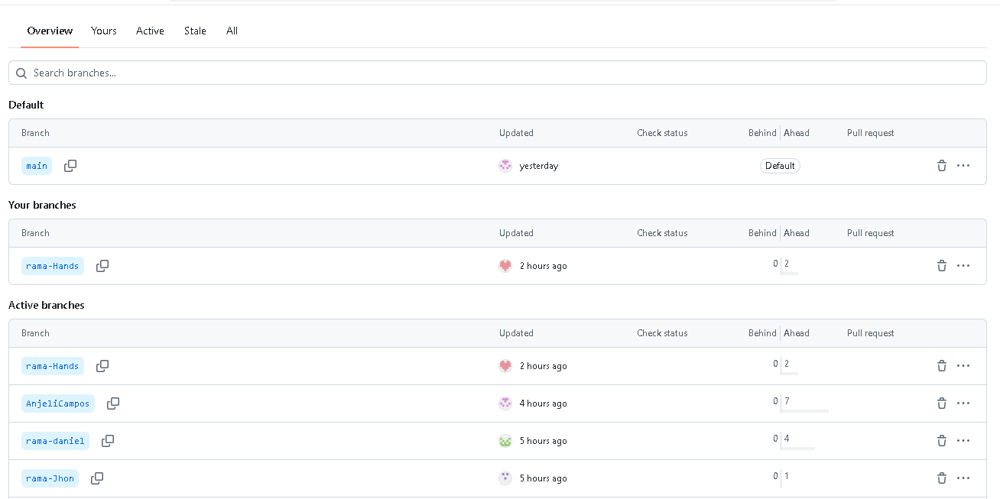 Overview Yours Active Stale All
Search branches...
Default
Branch Updated Check status Behind Ahead Pull request
main yesterday Default
Your branches
Branch Updated Check status Behind Ahead Pull request
rama-Hands 2 hours ago 0 2
Active branches
Branch Updated Check status Behind Ahead Pull request
rama-Hands 2 hours ago 0 2
AnjeliCampos 4 hours ago 0 7
rama-daniel 5 hours ago 0 4
rama-Jhon 5 hours ago 0 1